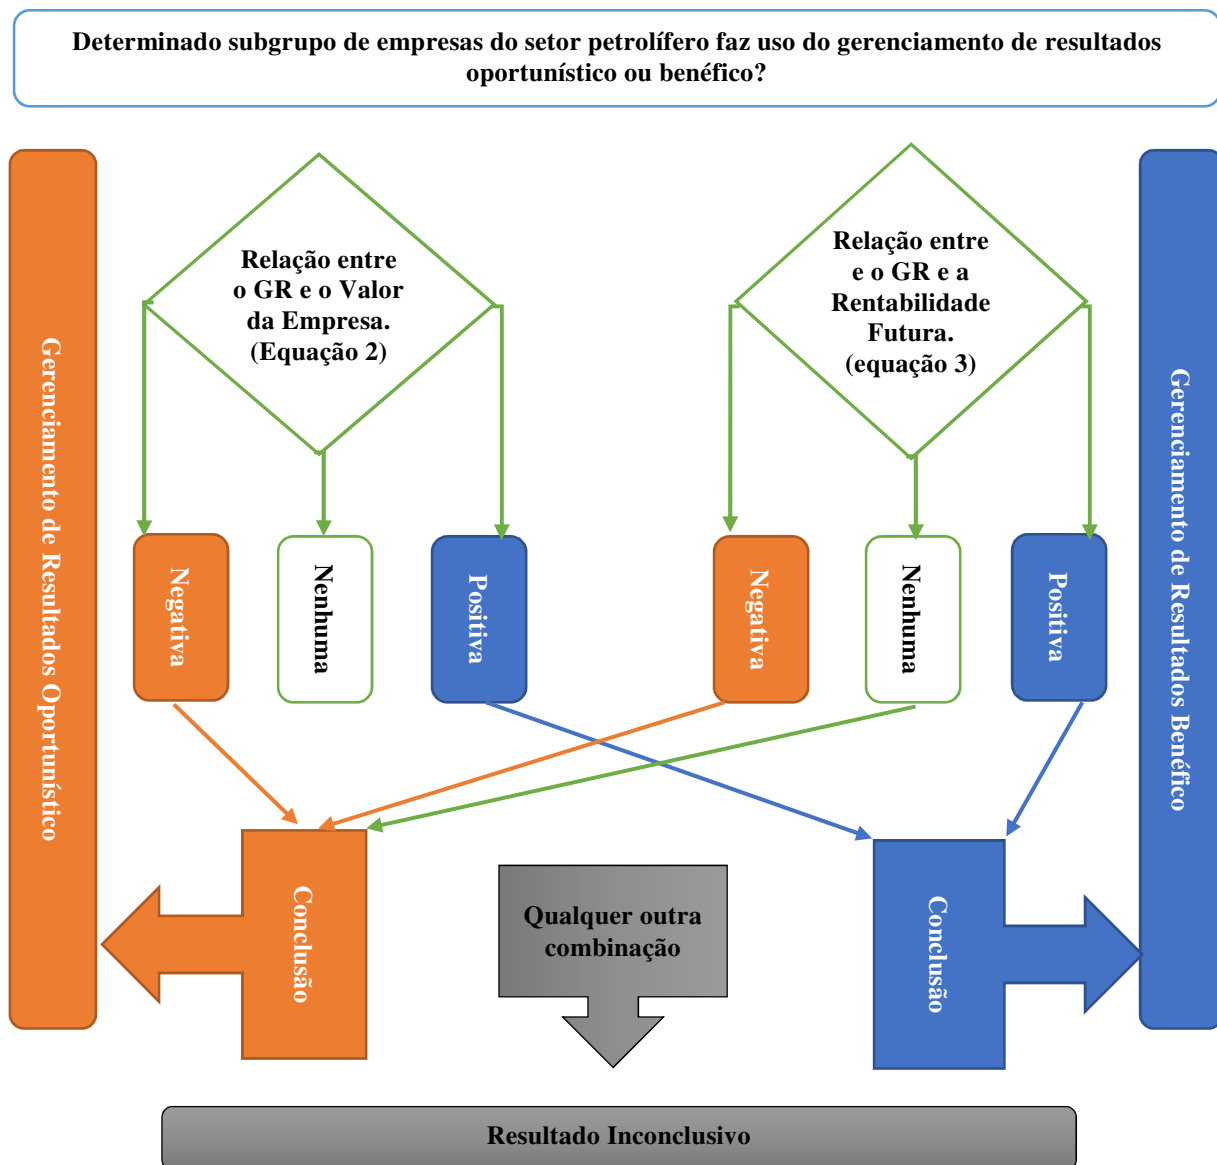 Determinado subgrupo de empresas do setor petrolífero faz uso do gerenciamento de resultados
oportunístico ou benéfico?
Gerenciamento de Resultados Oportunístico
Relação entre
o GR e o Valor
da Empresa.
(Equação 2)
Relação entre
e o GR e a
Rentabilidade
Futura.
(equação 3)
Gerenciamento de Resultados Benéfico
Negativa
Nenhuma
Positiva
Negativa
Nenhuma
Positiva
Conclusão
Qualquer outra
combinação
Conclusão
Resultado Inconclusivo